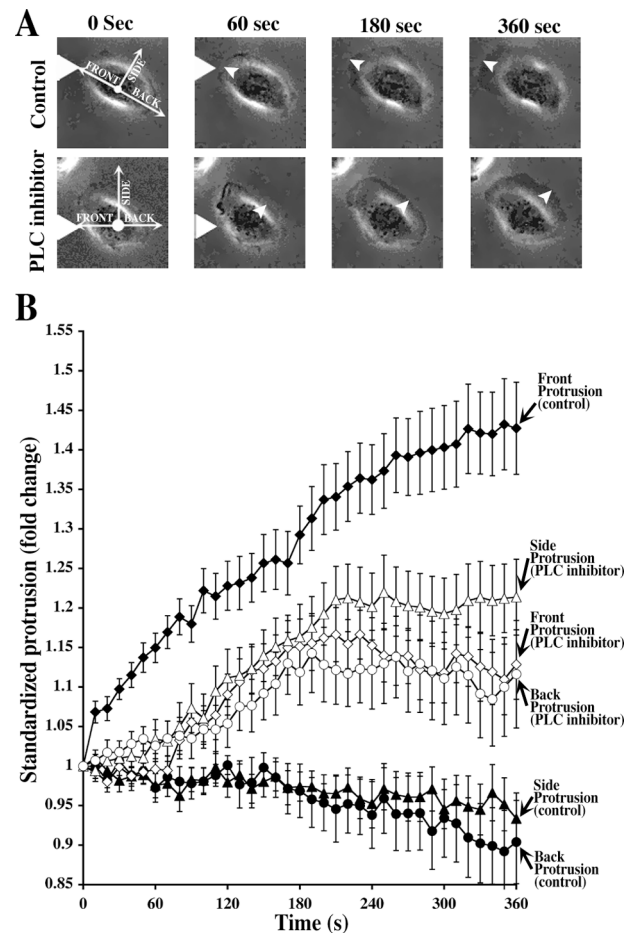 A
0 Sec 60 sec 180 sec 360 sec
Control
FRONT SIDE BACK
PLC inhibitor
FRONT SIDE BACK
B
Standardized protrusion (fold change)
1.55
1.5
1.45
1.4
1.35
1.3
1.25
1.2
1.15
1.1
1.05
1
0.95
0.9
0.85
Front
Protrusion
(control)
Side
Protrusion
(PLC inhibitor)
Front
Protrusion
(PLC inhibitor)
Back
Protrusion
(PLC inhibitor)
Side
Protrusion
(control)
Back
Protrusion
(control)
0 60 120 180 240 300 360
Time (s)